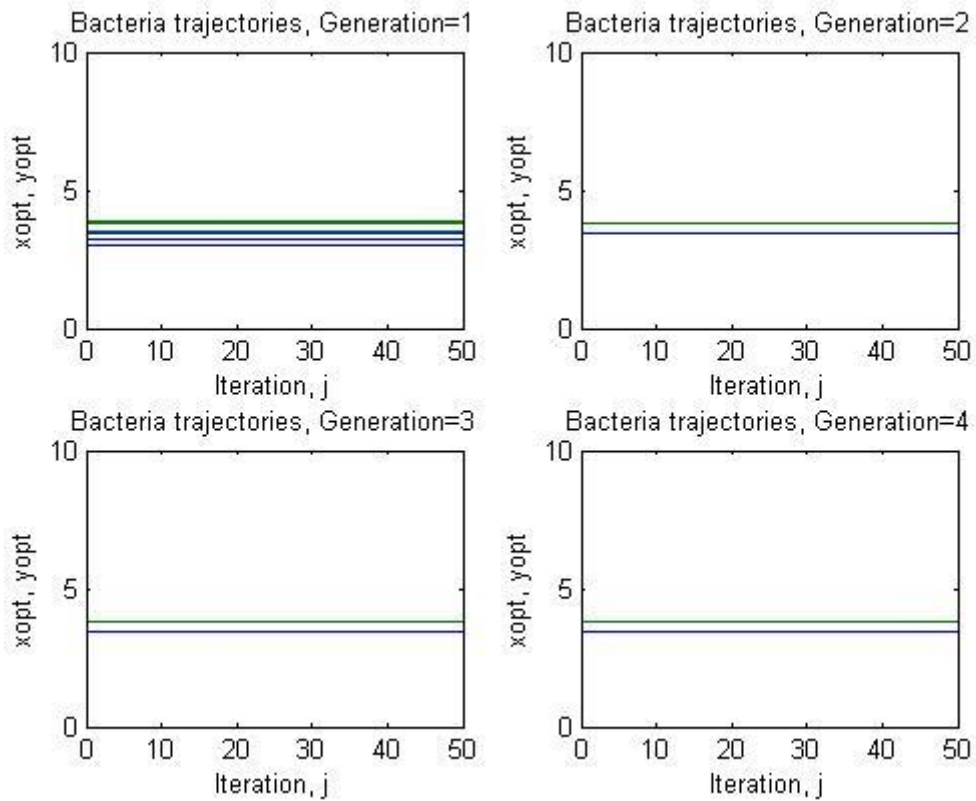 Bacteria trajectories, Generation=1
10
5
0
xopt, yopt
0 10 20 30 40 50
Iteration, j
Bacteria trajectories, Generation=2
10
5
0
xopt, yopt
0 10 20 30 40 50
Iteration, j
Bacteria trajectories, Generation=3
10
5
0
xopt, yopt
0 10 20 30 40 50
Iteration, j
Bacteria trajectories, Generation=4
10
5
0
xopt, yopt
0 10 20 30 40 50
Iteration, j